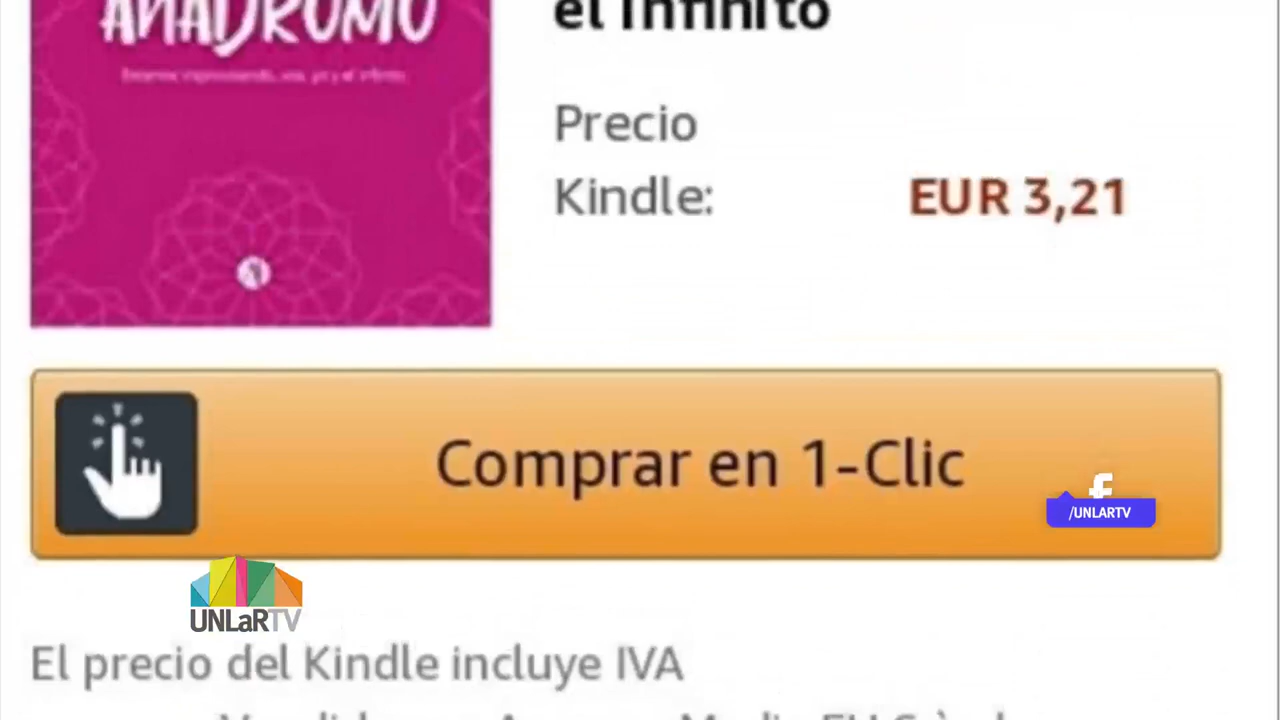 ANADROMO
el Infinito
Precio
Kindle:
EUR 3,21
Comprar en 1-Clic
/UNLARTV
UNLaRTV
El precio del Kindle incluye IVA